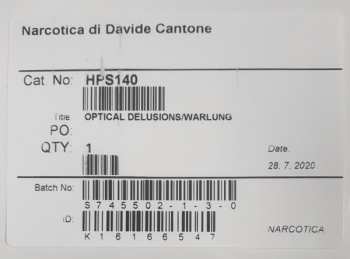 Narcotica di Davide Cantone
Cat. No: HPS140
Title: OPTICAL DELUSIONS/WARLUNG
PO:
QTY: 1
Date:
28. 7. 2020
Batch No:
S745502-1-3-0
ID:
K1616647
NARCOTICA